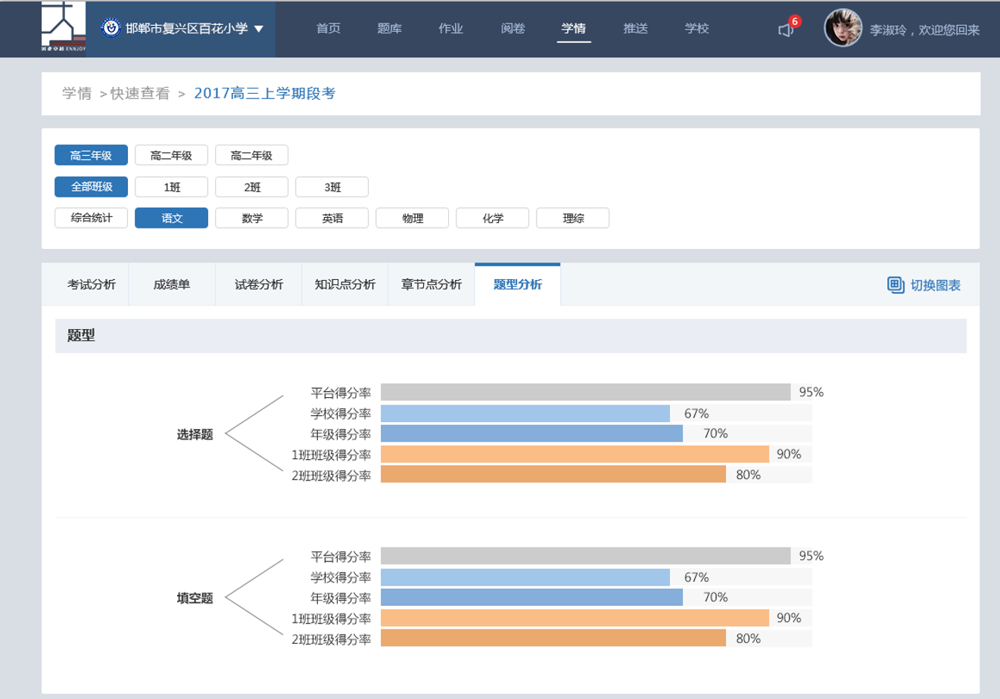 邯郸市复兴区百花小学 ▼ 首页 题库 作业 阅卷 学情 推送 学校 6 李淑玲，欢迎您回来
ENNJOY
学情 >快速查看 > 2017高三上学期段考
高三年级 高二年级 高二年级
全部班级 1班 2班 3班
综合统计 语文 数学 英语 物理 化学 理综
考试分析 成绩单 试卷分析 知识点分析 章节点分析 题型分析 切换图表
题型
平台得分率 95%
学校得分率 67%
选择题 年级得分率 70%
1班班级得分率 90%
2班班级得分率 80%
平台得分率 95%
学校得分率 67%
填空题 年级得分率 70%
1班班级得分率 90%
2班班级得分率 80%